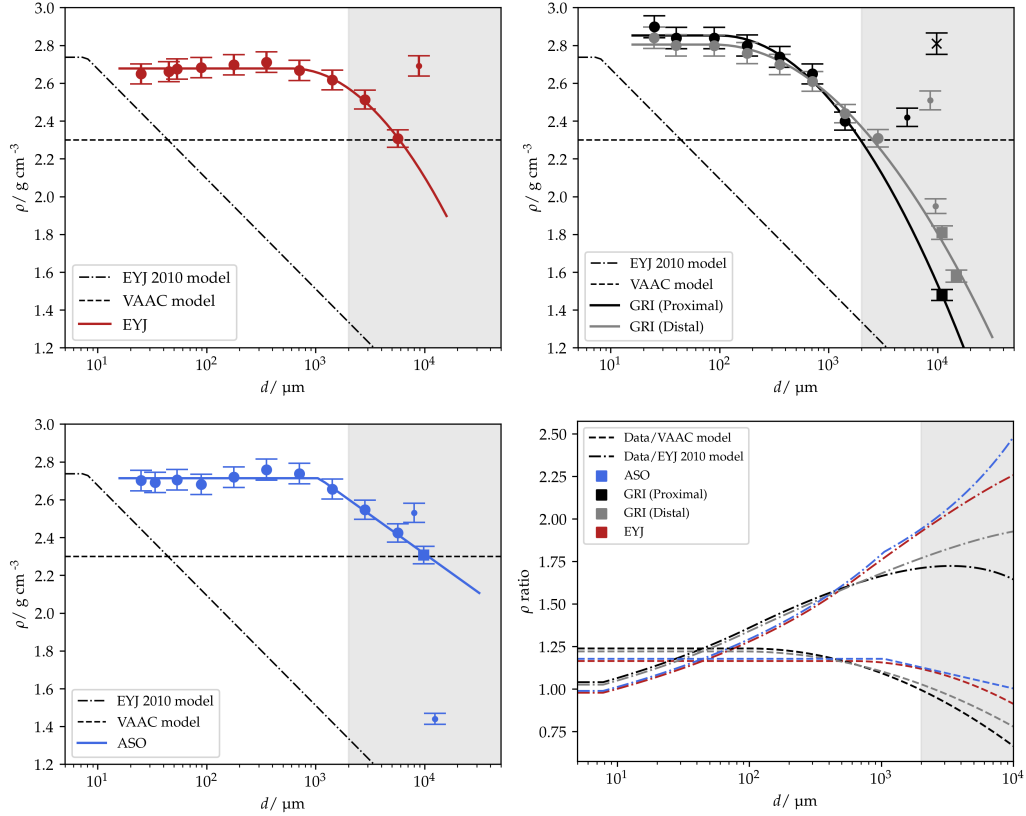 3.0
2.8
2.6
2.4
2.2
2.0
1.8
1.6
1.4
1.2
ρ/ g cm⁻³
EYJ 2010 model
VAAC model
EYJ
10¹ 10² 10³ 10⁴
d/ μm
3.0
2.8
2.6
2.4
2.2
2.0
1.8
1.6
1.4
1.2
ρ/ g cm⁻³
EYJ 2010 model
VAAC model
GRI (Proximal)
GRI (Distal)
10¹ 10² 10³ 10⁴
d/ μm
3.0
2.8
2.6
2.4
2.2
2.0
1.8
1.6
1.4
1.2
ρ/ g cm⁻³
EYJ 2010 model
VAAC model
ASO
10¹ 10² 10³ 10⁴
d/ μm
2.50
2.25
2.00
1.75
1.50
1.25
1.00
0.75
ρ ratio
Data/VAAC model
Data/EYJ 2010 model
ASO
GRI (Proximal)
GRI (Distal)
EYJ
10¹ 10² 10³ 10⁴
d/ μm